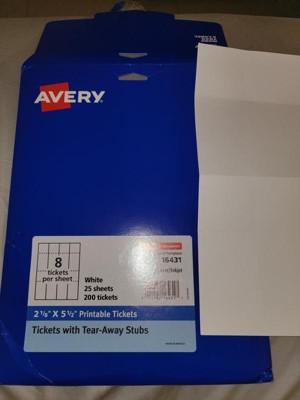 AVERY
8
tickets
per sheet
White
25 sheets
200 tickets
16431
2 1/8" X 5 1/2" Printable Tickets
Tickets with Tear-Away Stubs